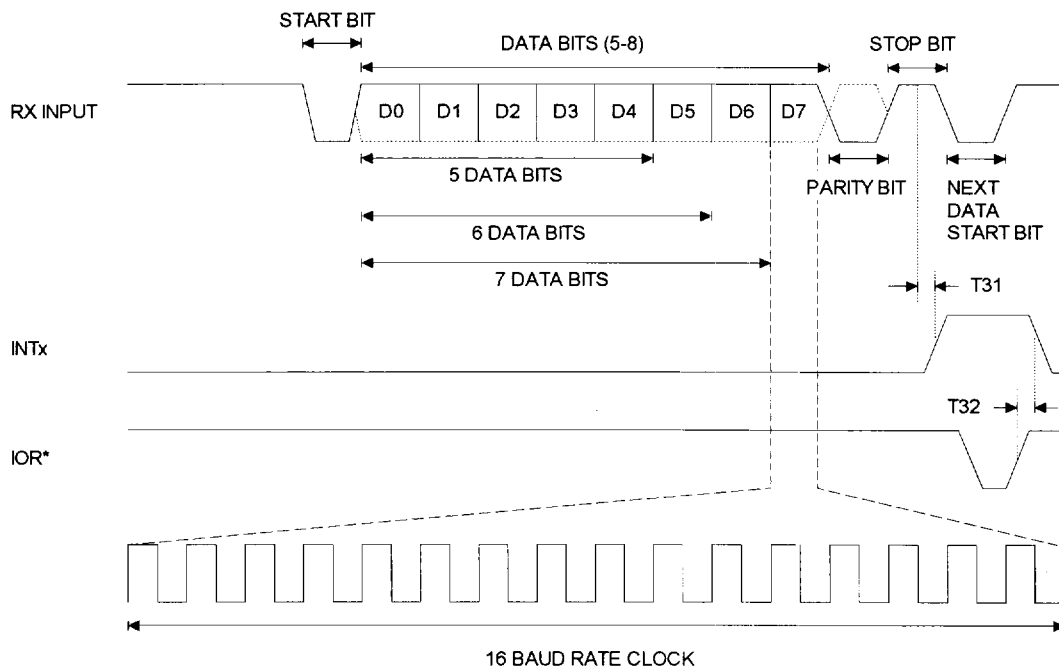 START BIT
DATA BITS (5-8)
STOP BIT
RX INPUT
D0 D1 D2 D3 D4 D5 D6 D7
5 DATA BITS
PARITY BIT
NEXT
DATA
START BIT
6 DATA BITS
7 DATA BITS
T31
INTx
T32
IOR*
16 BAUD RATE CLOCK